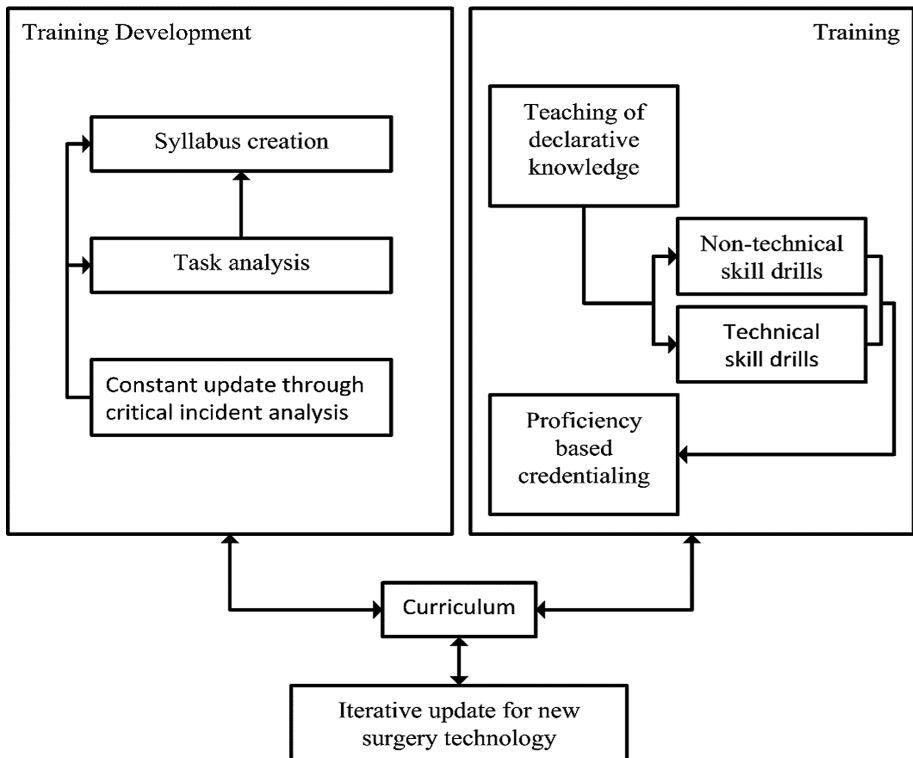 Training Development
Syllabus creation
Task analysis
Constant update through
critical incident analysis
Training
Teaching of
declarative
knowledge
Non-technical
skill drills
Technical
skill drills
Proficiency
based
credentialing
Curriculum
Iterative update for new
surgery technology